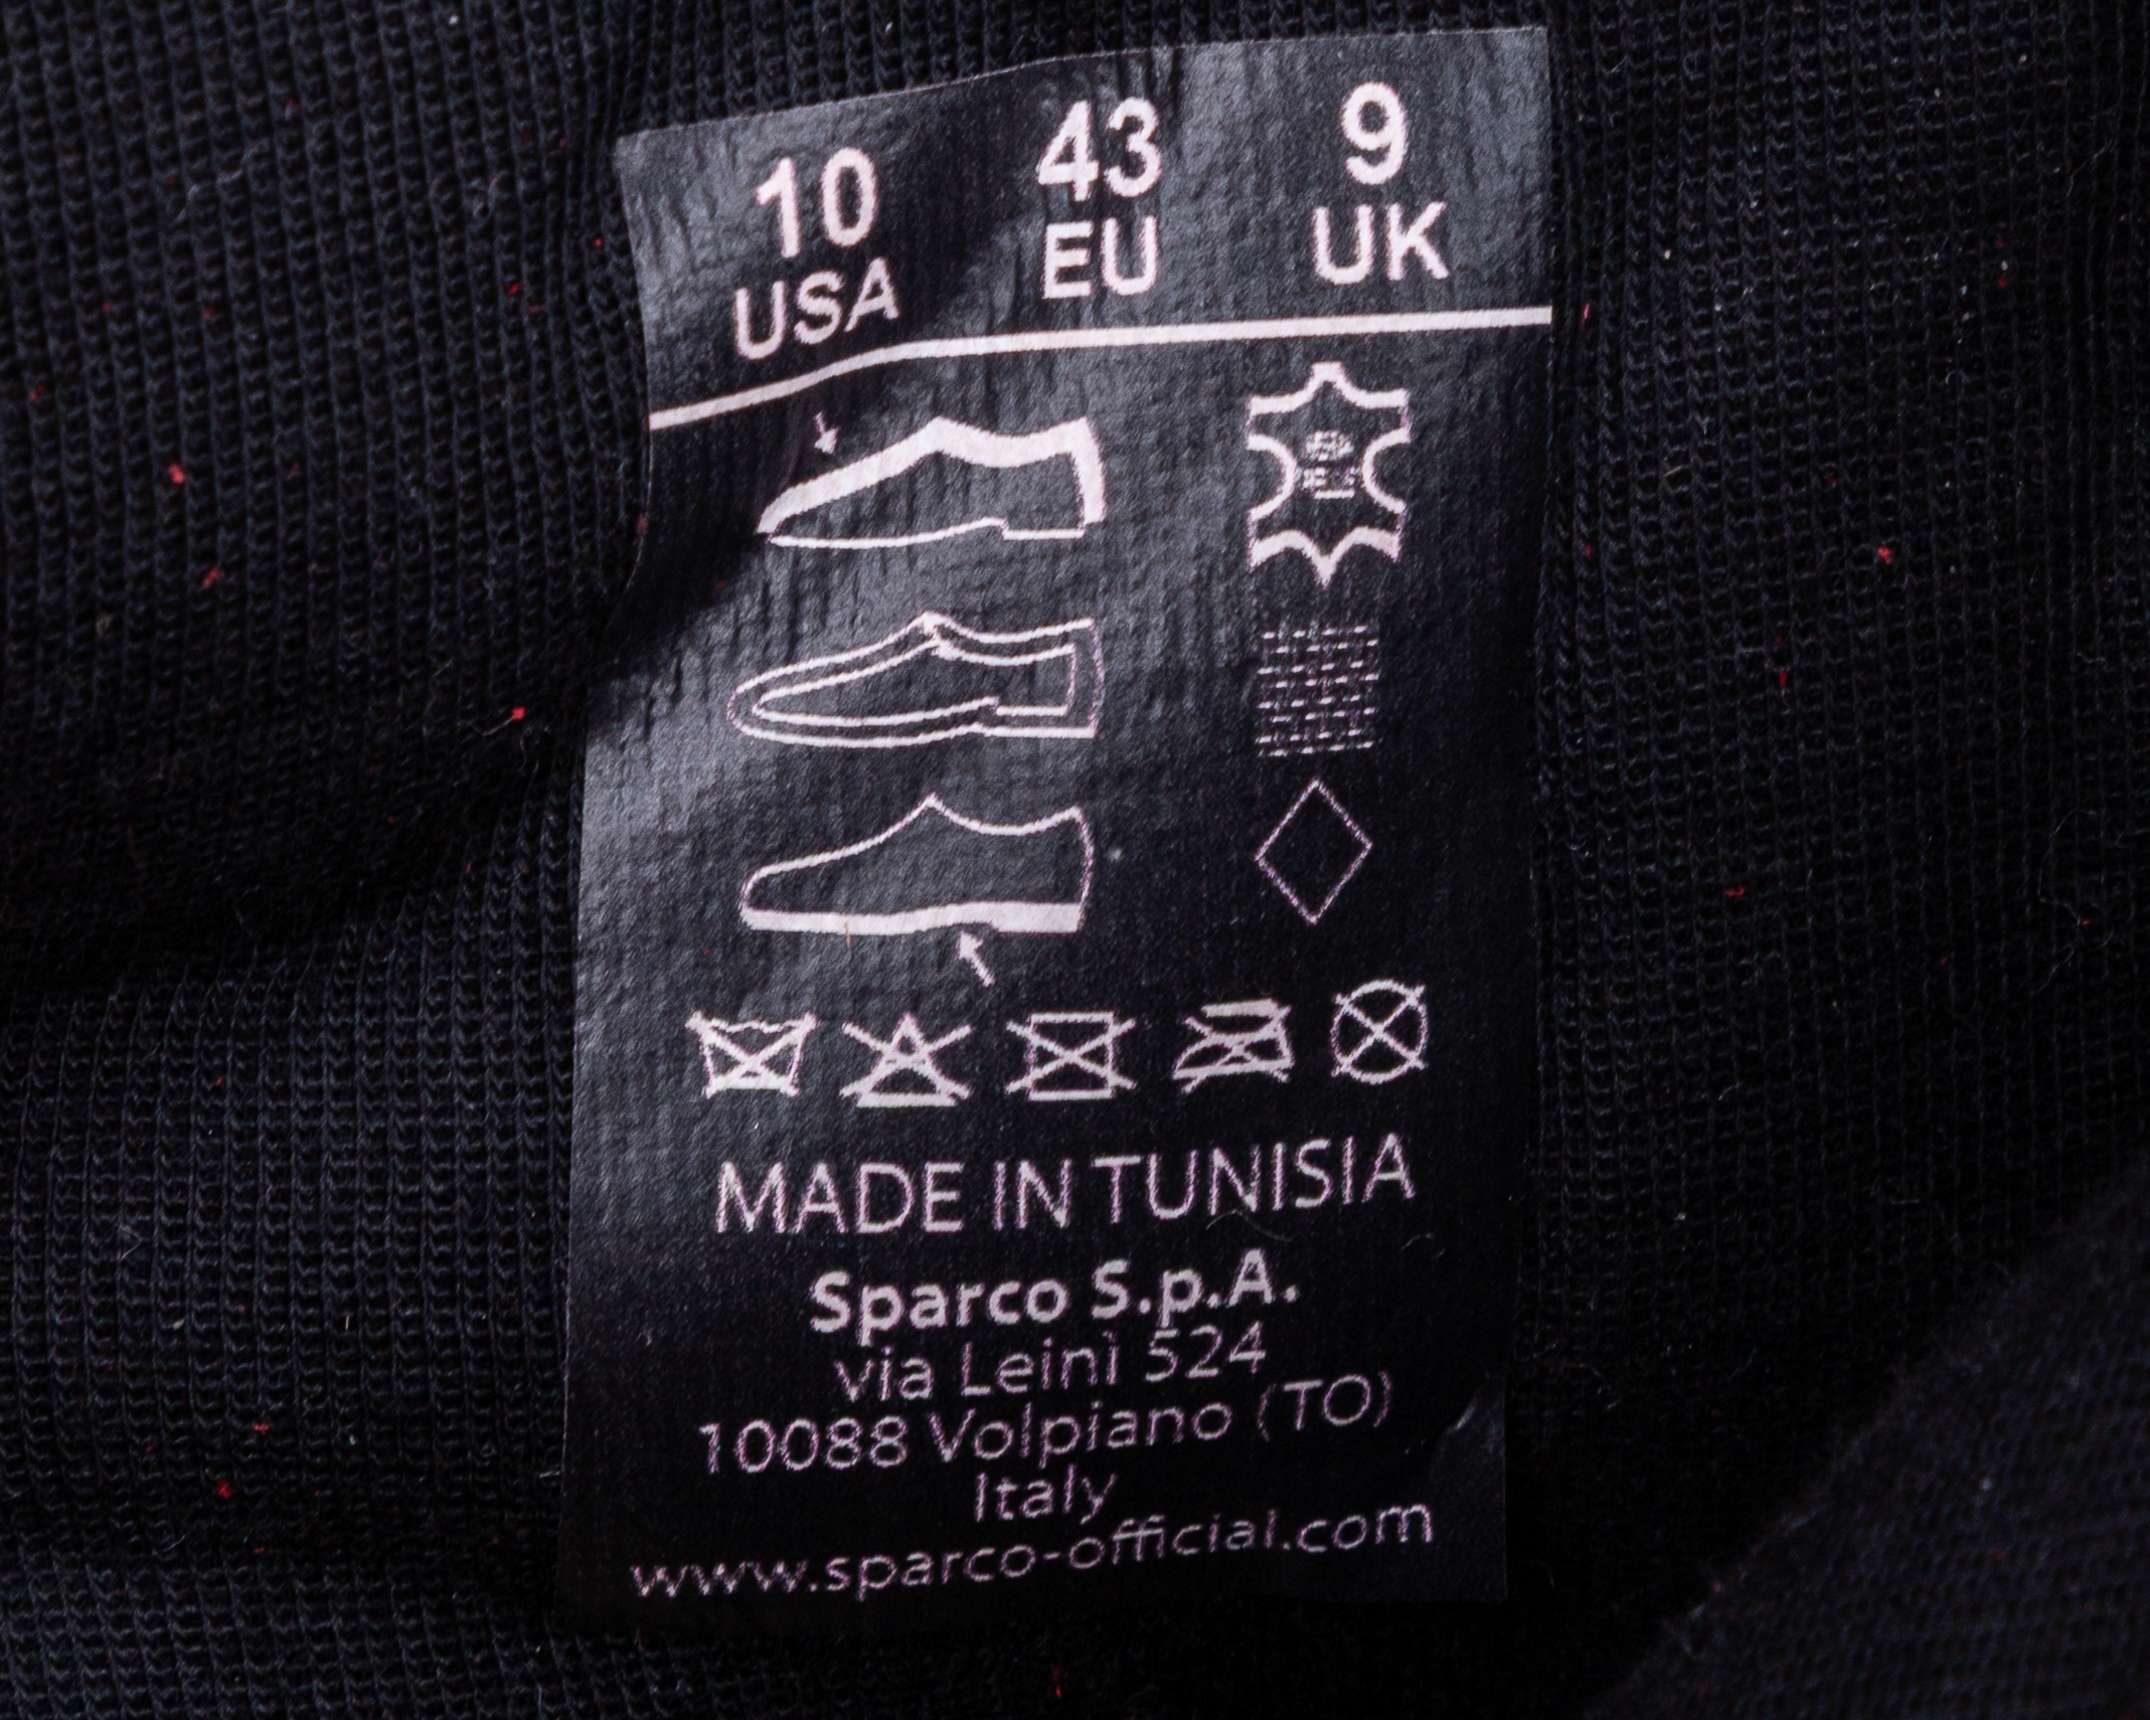 10 43 9
USA EU UK
MADE IN TUNISIA
Sparco S.p.A.
via Leinì 524
10088 Volpiano (TO)
Italy
www.sparco-official.com